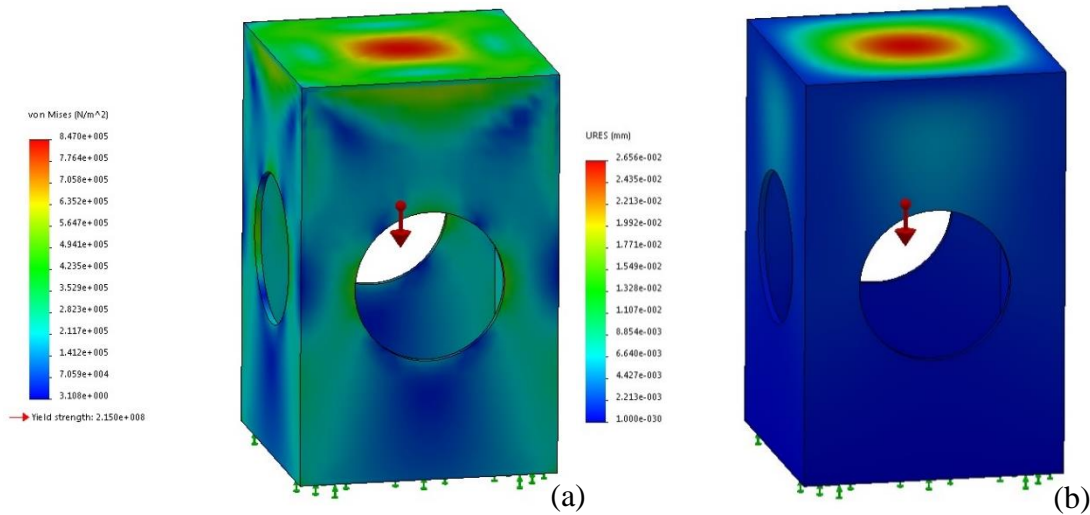 von Mises (N/m^2)
8.470e+005
7.764e+005
7.058e+005
6.352e+005
5.646e+005
4.941e+005
4.235e+005
3.529e+005
2.823e+005
2.117e+005
1.412e+005
7.059e+004
3.108e+000
Yield strength: 2.150e+008
(a)
URES (mm)
2.656e-002
2.435e-002
2.213e-002
1.992e-002
1.771e-002
1.549e-002
1.328e-002
1.107e-002
8.854e-003
6.640e-003
4.427e-003
2.213e-003
1.000e-030
(b)